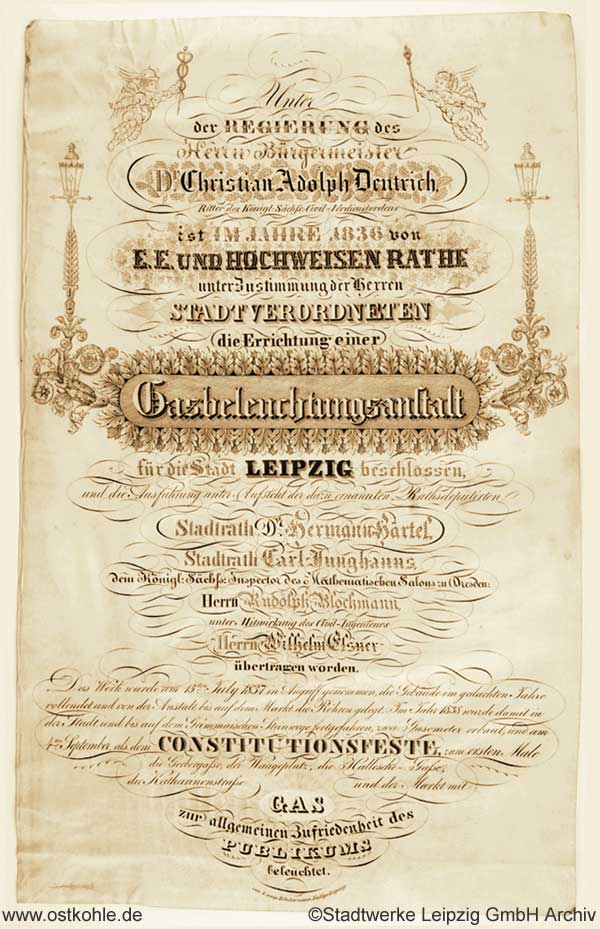 Unter
der REGIERUNG des
Herrn Bürgermeister
Dr. Christian Adolph Deutrich,
Ritter des Königl. Sächs. Civil-Verdienstordens
ist IM JAHRE 1836 von
E. E. UND HOCHWEISEN RATHE
unter Zustimmung der Herren
STADTVERORDNETEN
die Errichtung einer
Gasbeleuchtungsanstalt
für die Stadt LEIPZIG beschlossen,
und die Ausführung unter Aufsicht der dazu ernannten Rathsdeputirten
Stadtrath Dr. Hermann Härtel,
Stadtrath Carl Junghanns,
dem Königl: Sächs: Inspector des Mathematischen Salons zu Dresden:
Herrn Rudolph Blochmann,
unter Mitwirkung des Civil-Ingenieurs
Herrn Wilhelm Elsner
übertragen worden.
Das Werk wurde am 13ten July 1837 in Angriff genommen, die Gebäude im gedachten Jahre
vollendet und von der Anstalt bis auf dem Markt die Röhren gelegt. Im Jahr 1838 wurde damit in
der Stadt und bis auf dem Grimmaischen Steinwege fortgefahren, zwei Gasometer erbaut, und am
4ten September, als dem CONSTITUTIONSFESTE, zum ersten Male
die Gerbergasse, der Waageplatz, die Hallesche-Gasse,
die Katharinenstraße und der Markt mit
GAS
zur allgemeinen Zufriedenheit des
PUBLIKUMS
beleuchtet.
www.ostkohle.de
©Stadtwerke Leipzig GmbH Archiv